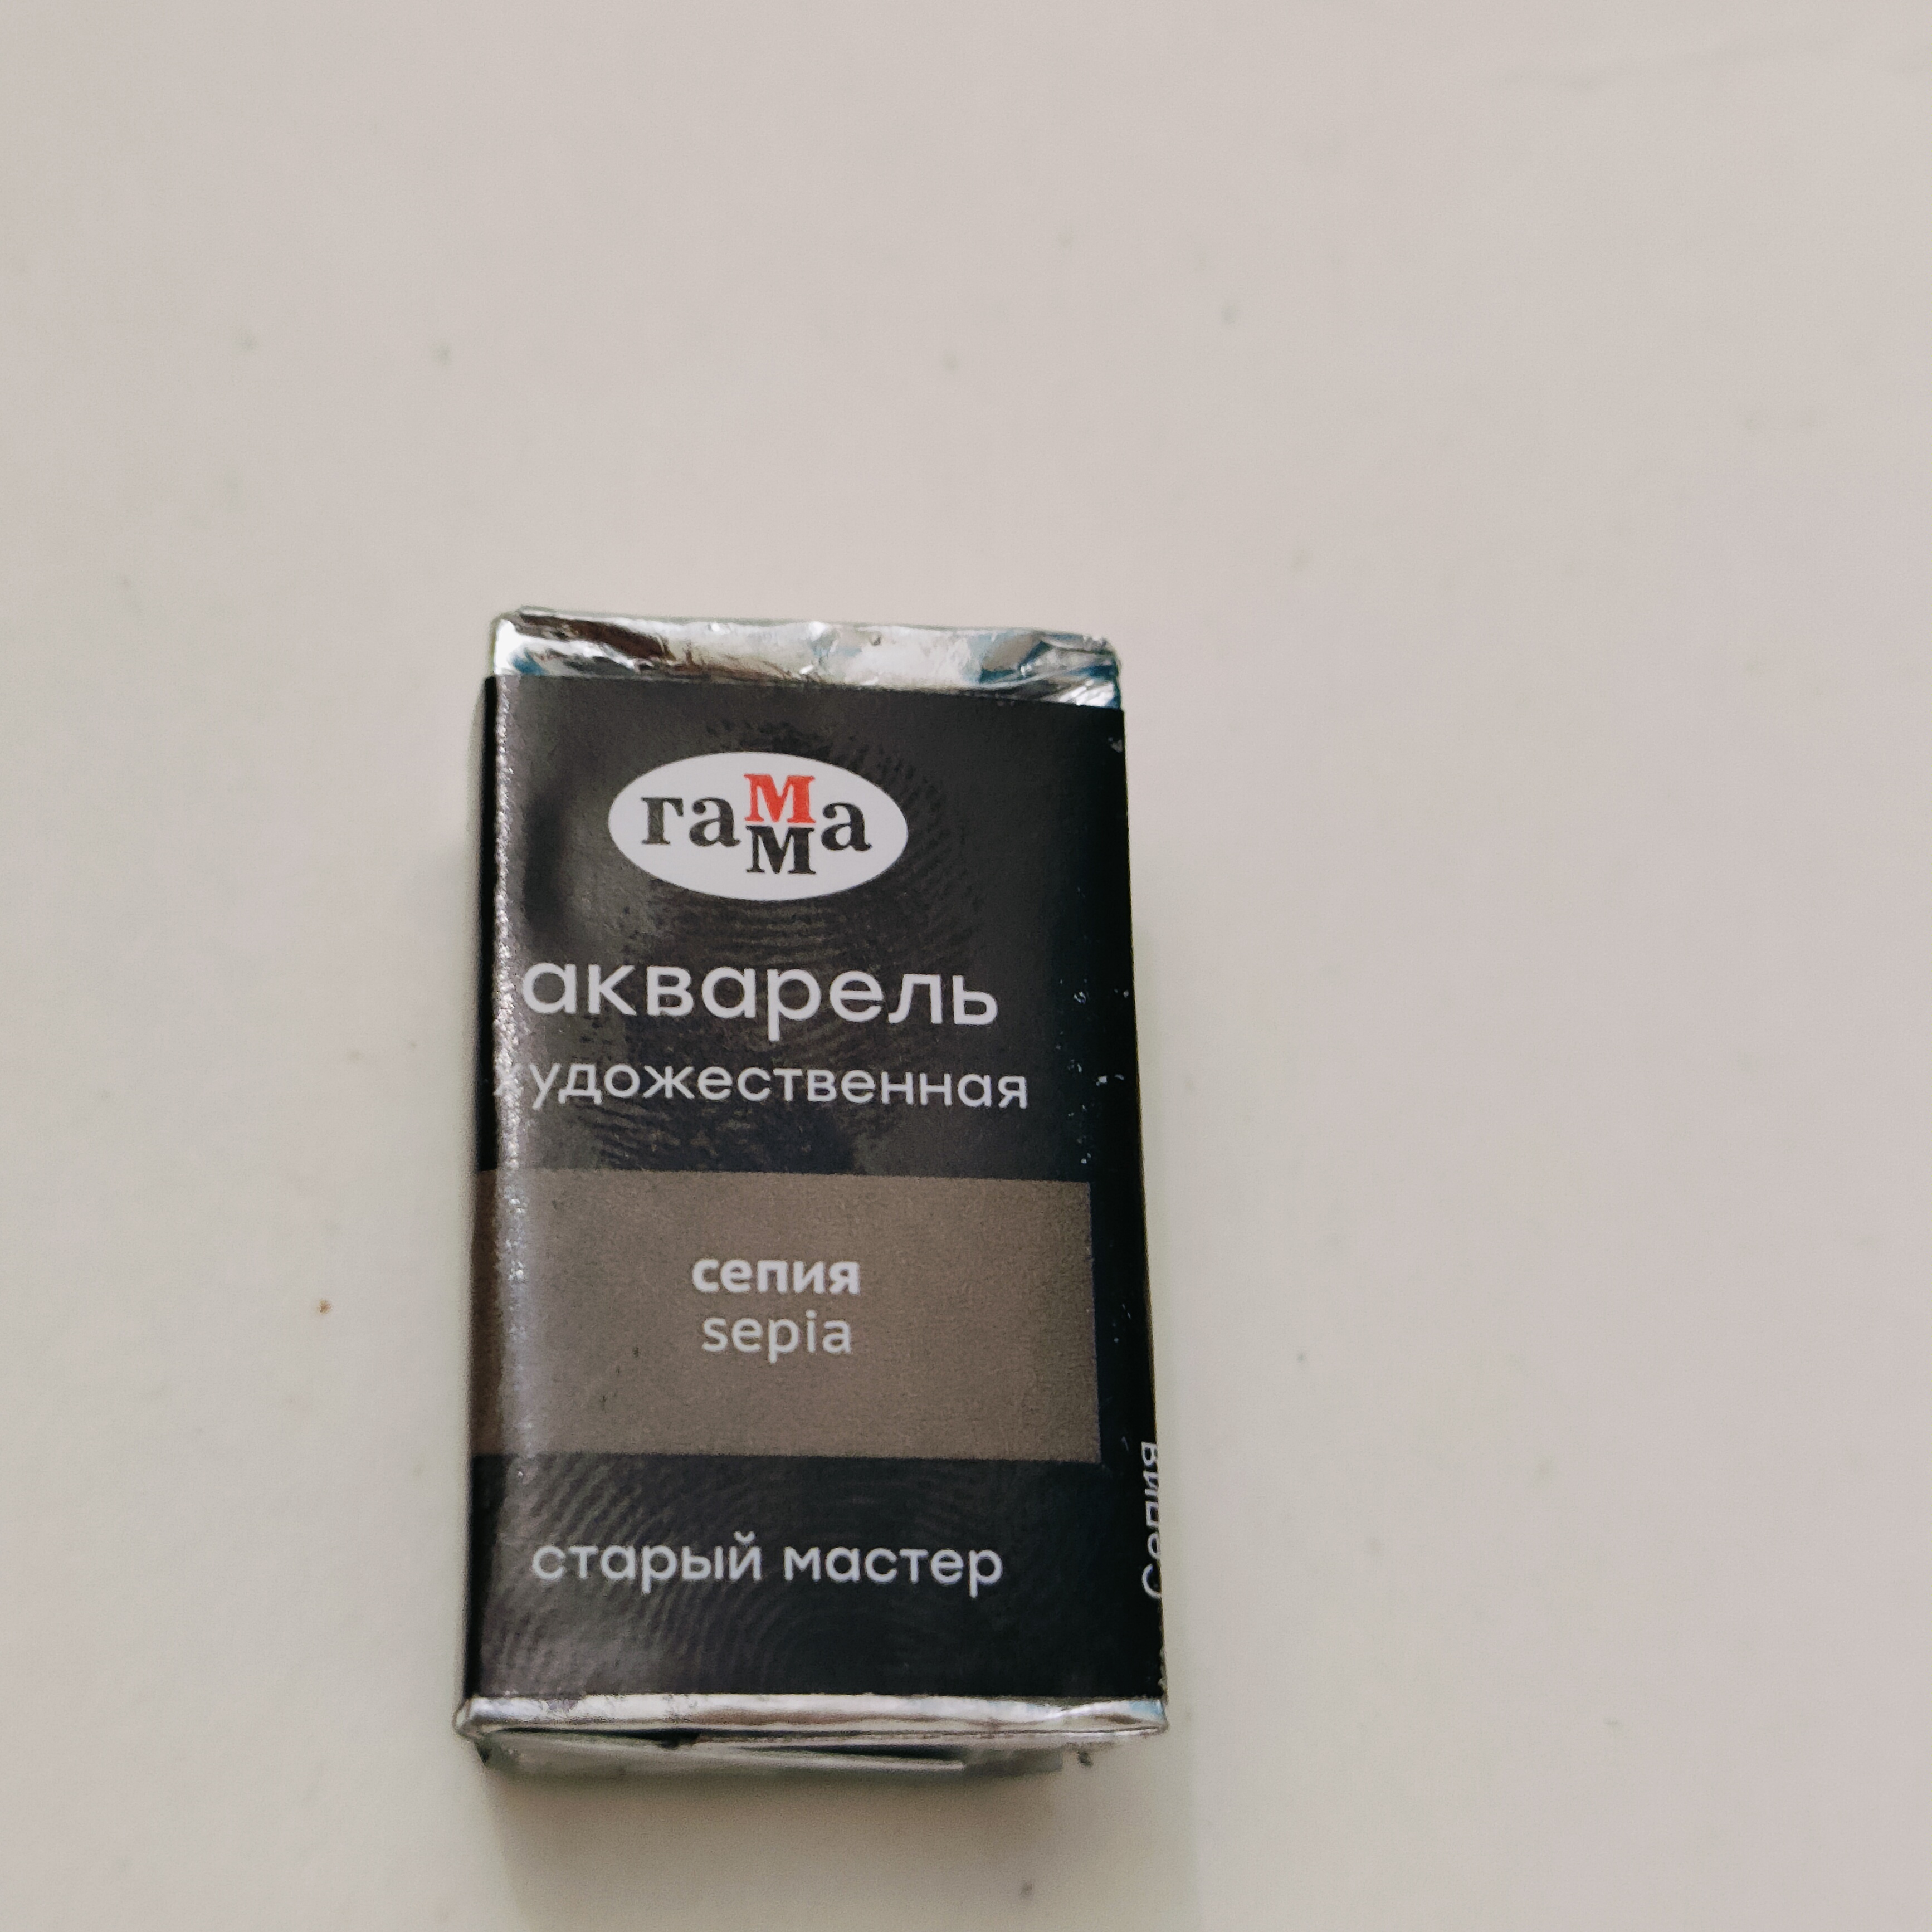 гамма
акварель
художественная
сепия
sepia
старый мастер
Сепия